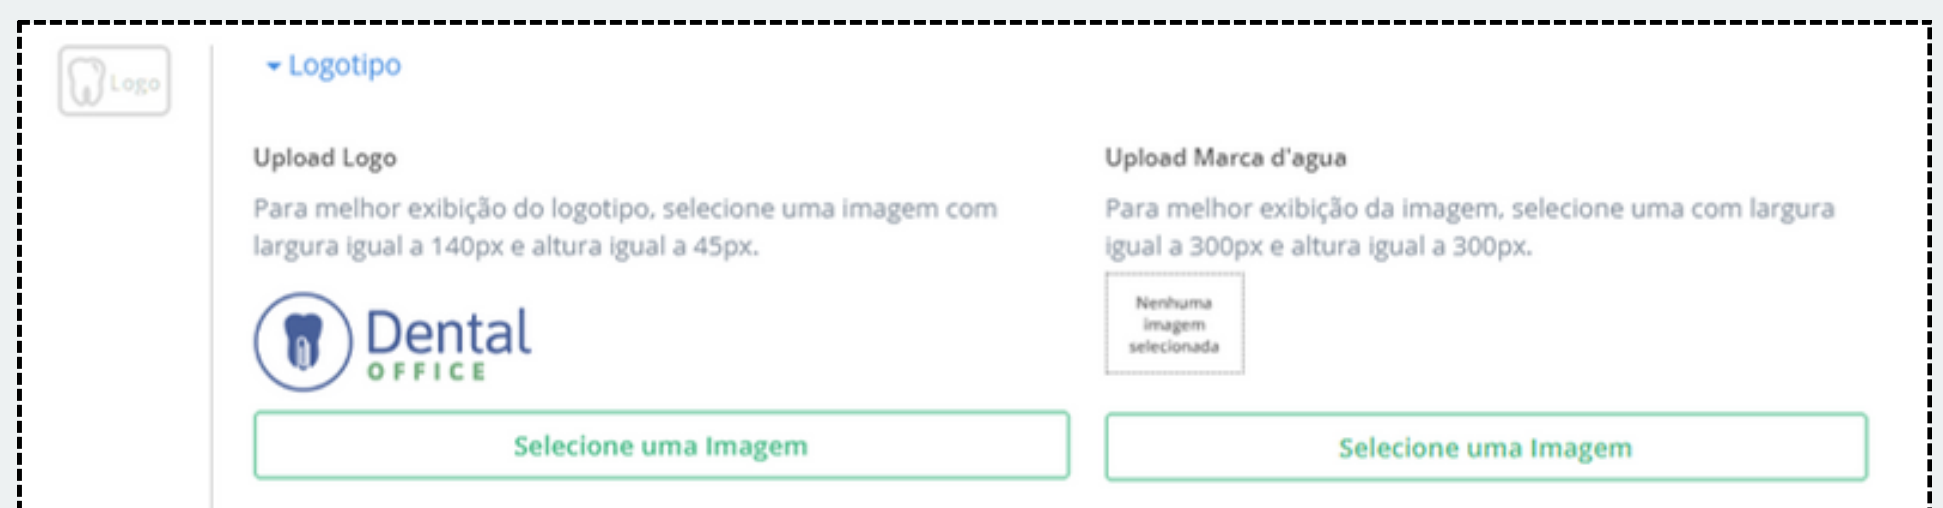 Logo
Logotipo
Upload Logo
Para melhor exibição do logotipo, selecione uma imagem com
largura igual a 140px e altura igual a 45px.
Dental
OFFICE
Selecione uma Imagem
Upload Marca d'agua
Para melhor exibição da imagem, selecione uma com largura
igual a 300px e altura igual a 300px.
Nenhuma
imagem
selecionada
Selecione uma Imagem